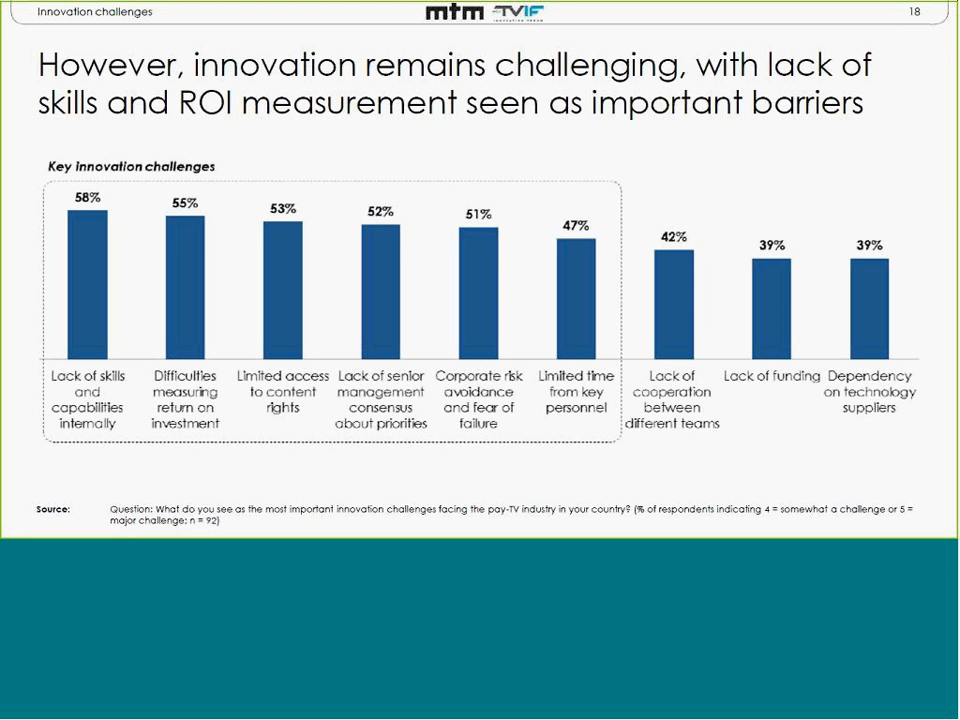 Innovation challenges
mtm TVIF
INNOVATION FORUM
18
However, innovation remains challenging, with lack of
skills and ROI measurement seen as important barriers
Key innovation challenges
58%
55%
53%
52%
51%
47%
42%
39%
39%
Lack of skills
and
capabilities
internally
Difficulties
measuring
return on
investment
Limited access
to content
rights
Lack of senior
management
consensus
about priorities
Corporate risk
avoidance
and fear of
failure
Limited time
from key
personnel
Lack of
cooperation
between
different teams
Lack of funding
Dependency
on technology
suppliers
Source:
Question: What do you see as the most important innovation challenges facing the pay-TV industry in your country? (% of respondents indicating 4 = somewhat a challenge or 5 =
major challenge; n = 92)